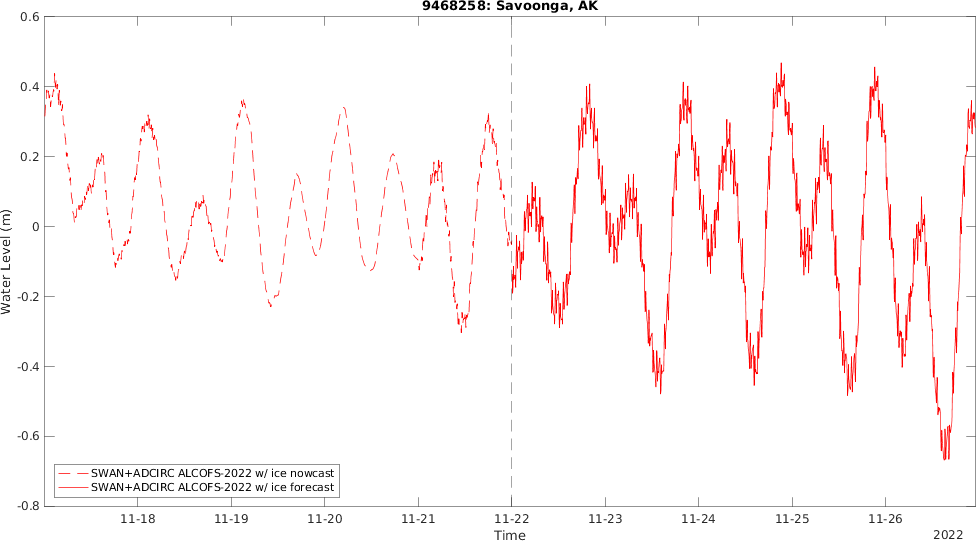 9468258: Savoonga, AK
0.6
0.4
0.2
0
-0.2
-0.4
-0.6
-0.8
Water Level (m)
SWAN+ADCIRC ALCOFS-2022 w/ ice nowcast
SWAN+ADCIRC ALCOFS-2022 w/ ice forecast
11-18 11-19 11-20 11-21 11-22 11-23 11-24 11-25 11-26
Time
2022